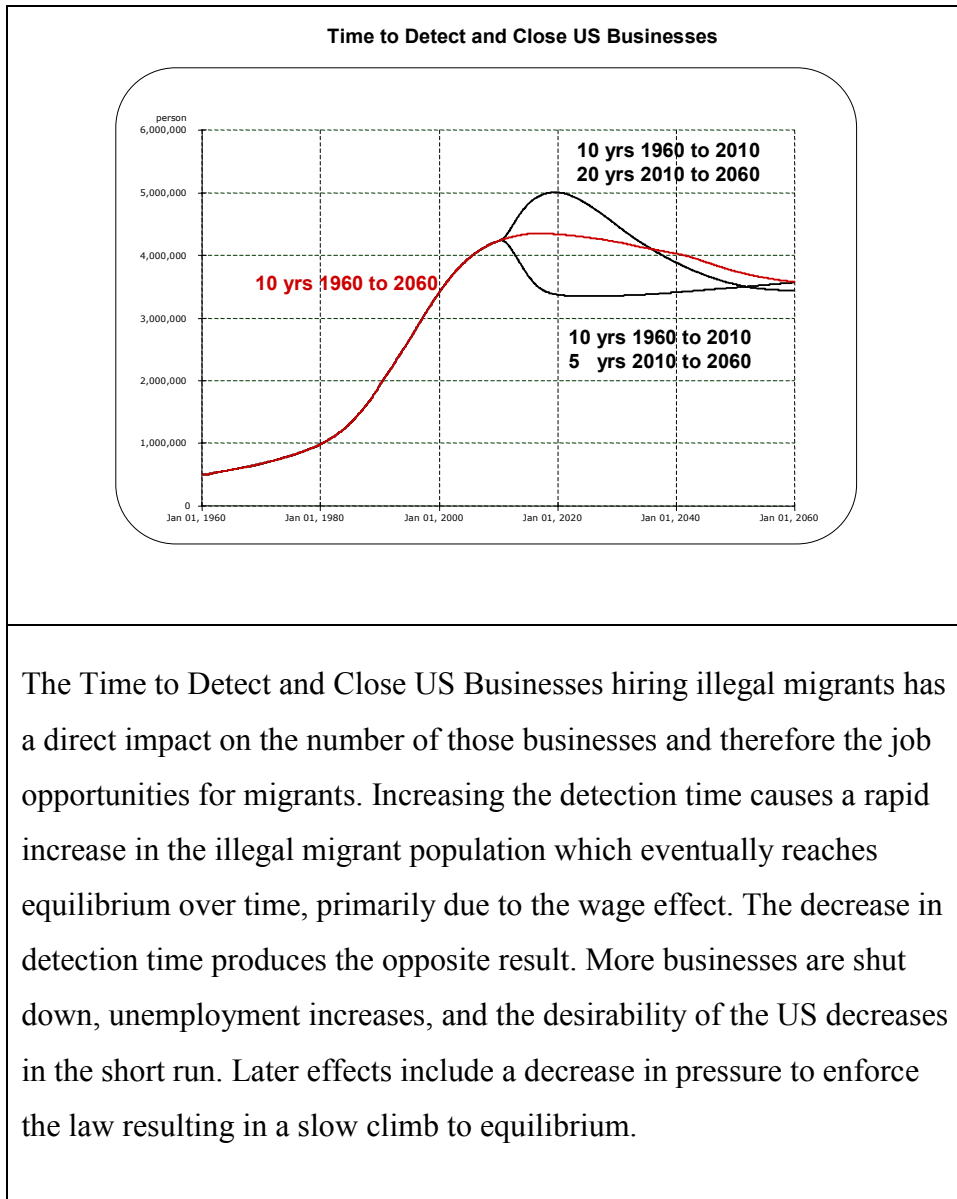 Time to Detect and Close US Businesses
person
6,000,000
10 yrs 1960 to 2010
20 yrs 2010 to 2060
5,000,000
4,000,000
10 yrs 1960 to 2060
3,000,000
10 yrs 1960 to 2010
5 yrs 2010 to 2060
2,000,000
1,000,000
0
Jan 01, 1960 Jan 01, 1980 Jan 01, 2000 Jan 01, 2020 Jan 01, 2040 Jan 01, 2060
The Time to Detect and Close US Businesses hiring illegal migrants has
a direct impact on the number of those businesses and therefore the job
opportunities for migrants. Increasing the detection time causes a rapid
increase in the illegal migrant population which eventually reaches
equilibrium over time, primarily due to the wage effect. The decrease in
detection time produces the opposite result. More businesses are shut
down, unemployment increases, and the desirability of the US decreases
in the short run. Later effects include a decrease in pressure to enforce
the law resulting in a slow climb to equilibrium.